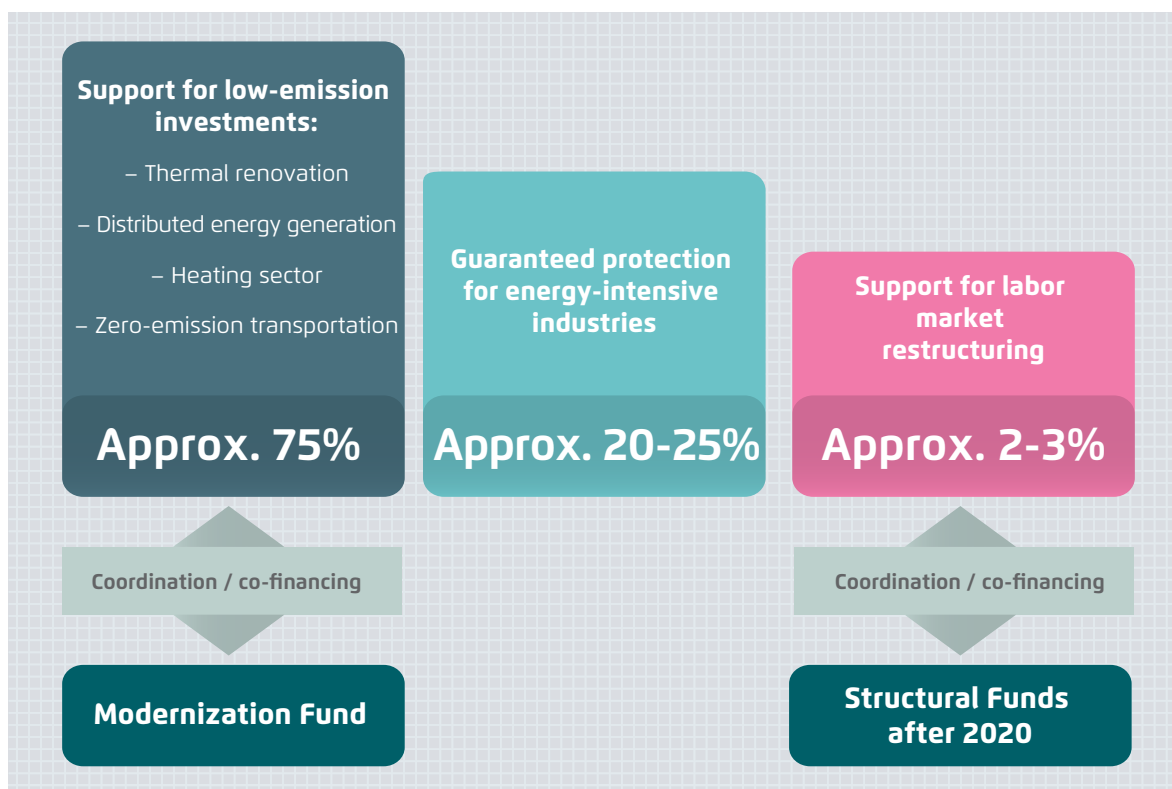 Support for low-emission
investments:
– Thermal renovation
– Distributed energy generation
– Heating sector
– Zero-emission transportation
Approx. 75%
Guaranteed protection
for energy-intensive
industries
Approx. 20-25%
Support for labor
market
restructuring
Approx. 2-3%
Coordination / co-financing
Coordination / co-financing
Modernization Fund
Structural Funds
after 2020